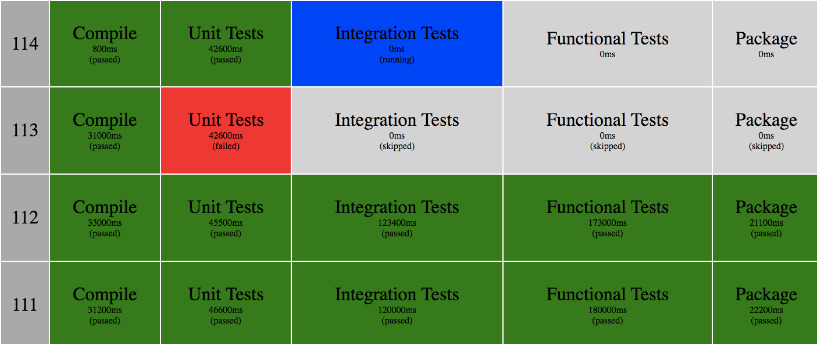 114
Compile
800ms
(passed)
Unit Tests
42600ms
(passed)
Integration Tests
0ms
(running)
Functional Tests
0ms
Package
0ms
113
Compile
31000ms
(passed)
Unit Tests
42600ms
(failed)
Integration Tests
0ms
(skipped)
Functional Tests
0ms
(skipped)
Package
0ms
(skipped)
112
Compile
33000ms
(passed)
Unit Tests
45500ms
(passed)
Integration Tests
123400ms
(passed)
Functional Tests
173000ms
(passed)
Package
21100ms
(passed)
111
Compile
31200ms
(passed)
Unit Tests
46600ms
(passed)
Integration Tests
120000ms
(passed)
Functional Tests
180000ms
(passed)
Package
22200ms
(passed)